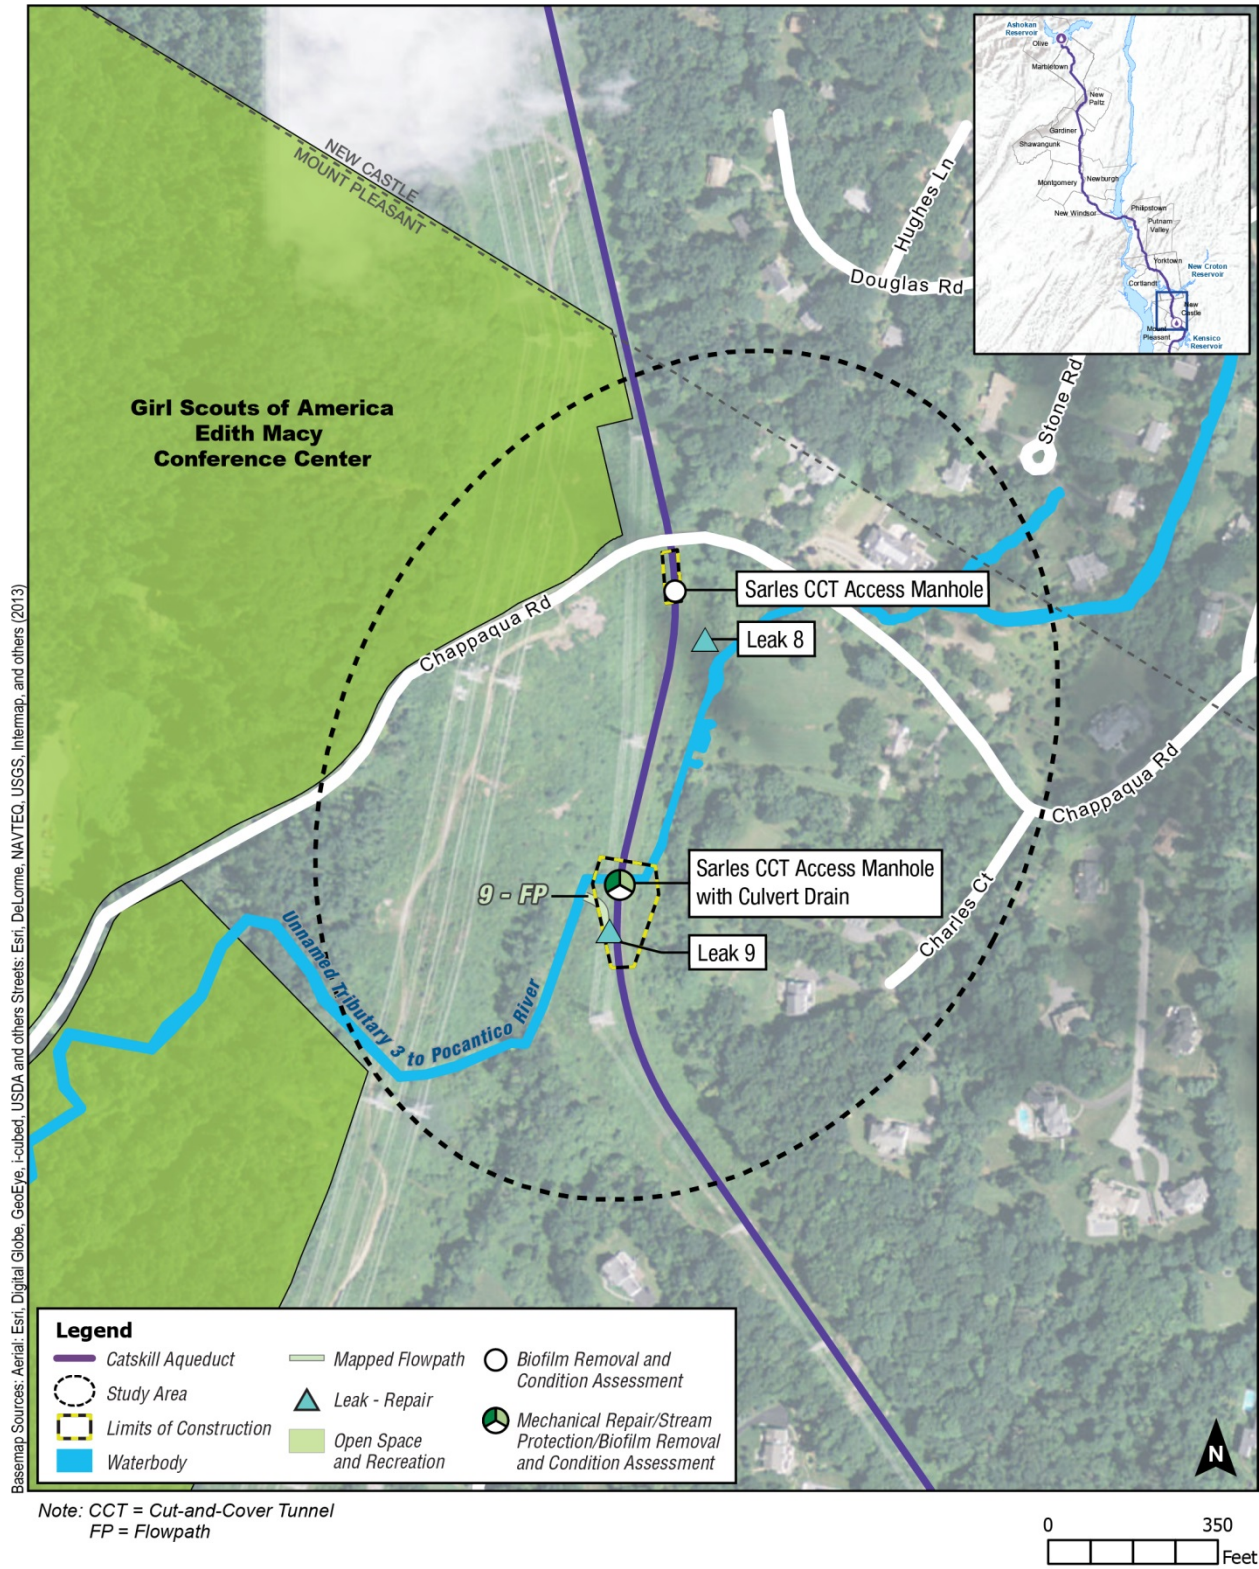 Ashokan
Reservoir
Olive
Marbletown
New
Paltz
Gardiner
Shawangunk
Montgomery
Newburgh
New Windsor
Philipstown
Putnam
Valley
Yorktown
New Croton
Reservoir
Cortlandt
New
Castle
Mount
Pleasant
Kensico
Reservoir
NEW CASTLE
MOUNT PLEASANT
Hughes Ln
Douglas Rd
Stone Rd
Girl Scouts of America
Edith Macy
Conference Center
Chappaqua Rd
Sarles CCT Access Manhole
Leak 8
Chappaqua Rd
Sarles CCT Access Manhole
with Culvert Drain
9 - FP
Leak 9
Charles Ct
Unnamed Tributary 3 to Pocantico River
Basemap Sources: Aerial: Esri, Digital Globe, GeoEye, i-cubed, USDA and others Streets: Esri, DeLorme, NAVTEQ, USGS, Intermap, and others (2013)
Legend
Catskill Aqueduct
Study Area
Limits of Construction
Waterbody
Mapped Flowpath
Leak - Repair
Open Space
and Recreation
Biofilm Removal and
Condition Assessment
Mechanical Repair/Stream
Protection/Biofilm Removal
and Condition Assessment
N
Note: CCT = Cut-and-Cover Tunnel
FP = Flowpath
0 350
Feet